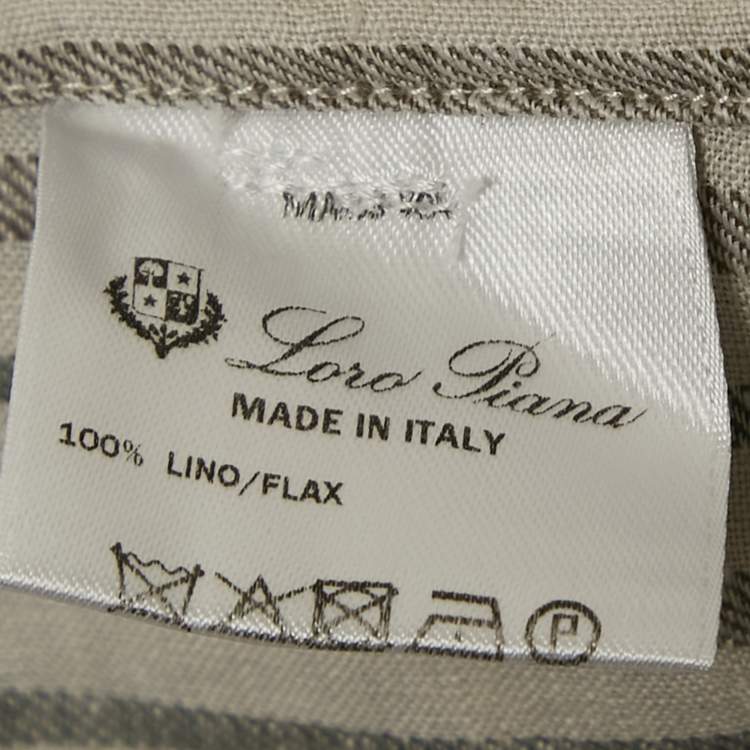 Loro Piana
MADE IN ITALY
100% LINO/FLAX
P